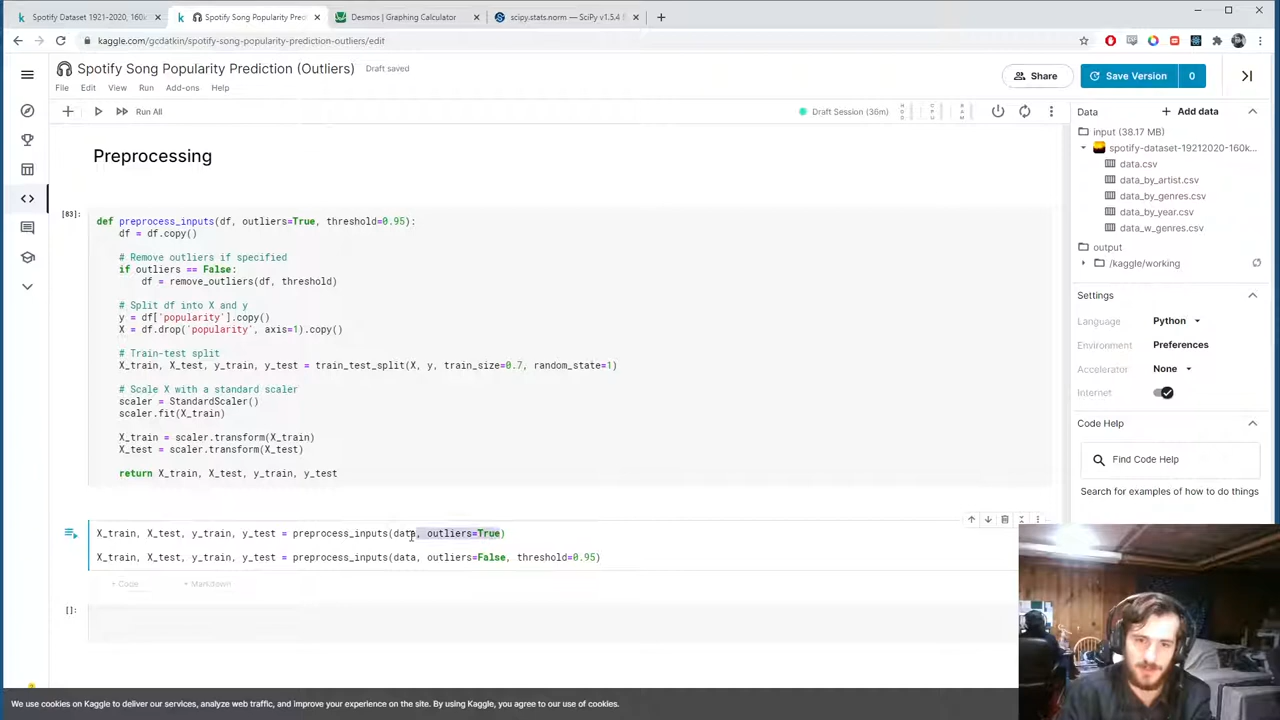 Spotify Dataset 1921-2020, 160k
Spotify Song Popularity Pred
Desmos | Graphing Calculator
scipy.stats.norm — SciPy v1.5.4
kaggle.com/gcdatkin/spotify-song-popularity-prediction-outliers/edit
Spotify Song Popularity Prediction (Outliers)
Draft saved
Share
Save Version
0
File
Edit
View
Run
Add-ons
Help
Run All
Draft Session (36m)
Data
Add data
input (38.17 MB)
spotify-dataset-19212020-160k...
data.csv
data_by_artist.csv
data_by_genres.csv
data_by_year.csv
data_w_genres.csv
output
/kaggle/working
Settings
Language
Python
Environment
Preferences
Accelerator
None
Internet
Code Help
Find Code Help
Search for examples of how to do things
Preprocessing
[83]:
def preprocess_inputs(df, outliers=True, threshold=0.95):
df = df.copy()
# Remove outliers if specified
if outliers == False:
df = remove_outliers(df, threshold)
# Split df into X and y
y = df['popularity'].copy()
X = df.drop('popularity', axis=1).copy()
# Train-test split
X_train, X_test, y_train, y_test = train_test_split(X, y, train_size=0.7, random_state=1)
# Scale X with a standard scaler
scaler = StandardScaler()
scaler.fit(X_train)
X_train = scaler.transform(X_train)
X_test = scaler.transform(X_test)
return X_train, X_test, y_train, y_test
X_train, X_test, y_train, y_test = preprocess_inputs(data, outliers=True)
X_train, X_test, y_train, y_test = preprocess_inputs(data, outliers=False, threshold=0.95)
+ Code
+ Markdown
[]:
We use cookies on Kaggle to deliver our services, analyze web traffic, and improve your experience on the site. By using Kaggle, you agree to our use of cookies.